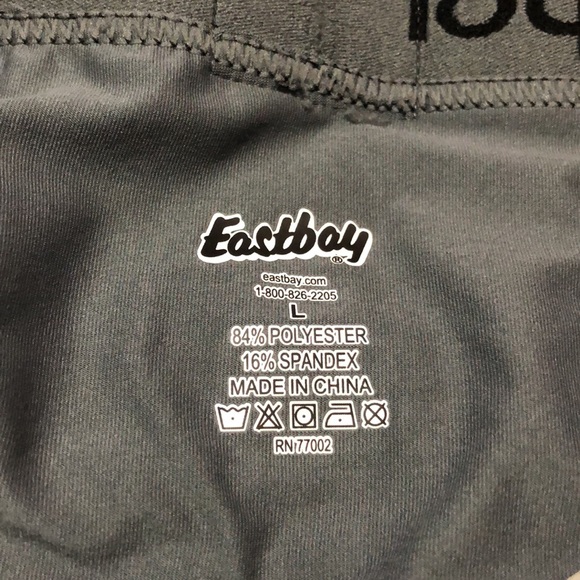 Eastbay®
eastbay.com
1-800-826-2205
L
84% POLYESTER
16% SPANDEX
MADE IN CHINA
RN 77002